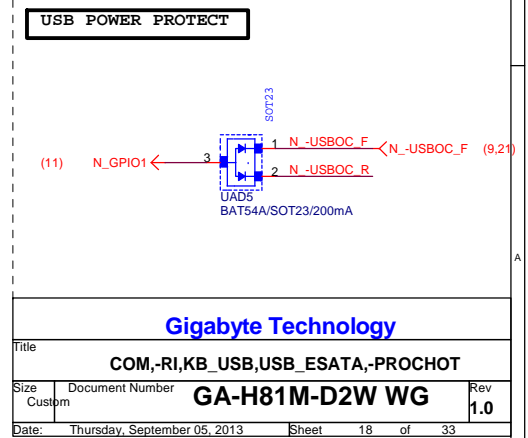 USB POWER PROTECT
SOT23
1 N_-USBOC_F N_-USBOC_F (9,21)
(11) N_GPIO1 3
2 N_-USBOC_R
UAD5
BAT54A/SOT23/200mA
A
Gigabyte Technology
Title
COM,-RI,KB_USB,USB_ESATA,-PROCHOT
Size Document Number Rev
Custom GA-H81M-D2W WG 1.0
Date: Thursday, September 05, 2013 Sheet 18 of 33